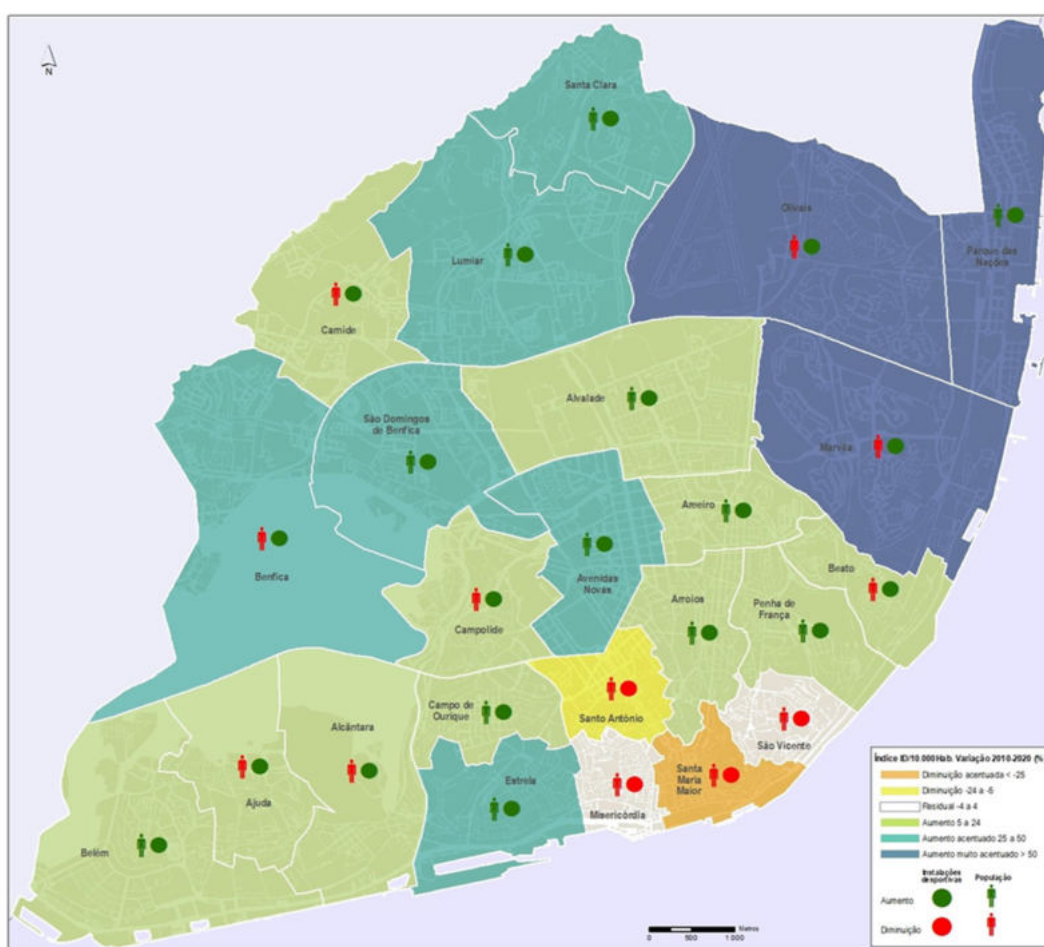 N
Santa Clara
Olivais
Parque das
Nações
Lumiar
Carnide
Alvalade
São Domingos
de Benfica
Marvila
Areeiro
Benfica
Avenidas
Novas
Beato
Arroios
Penha de
França
Campolide
Campo de
Ourique
Santo António
São Vicente
Alcântara
Estrela
Santa
Maria
Maior
Misericórdia
Ajuda
Belém
Índice ID/10.000 Hab. Variação 2010-2020 (%
Diminuição acentuada < -25
Diminuição -24 a -5
Residual -4 a 4
Aumento 5 a 24
Aumento acentuado 25 a 50
Aumento muito acentuado > 50
Instalações
desportivas
População
Aumento
Diminuição
Metros
0 500 1 000